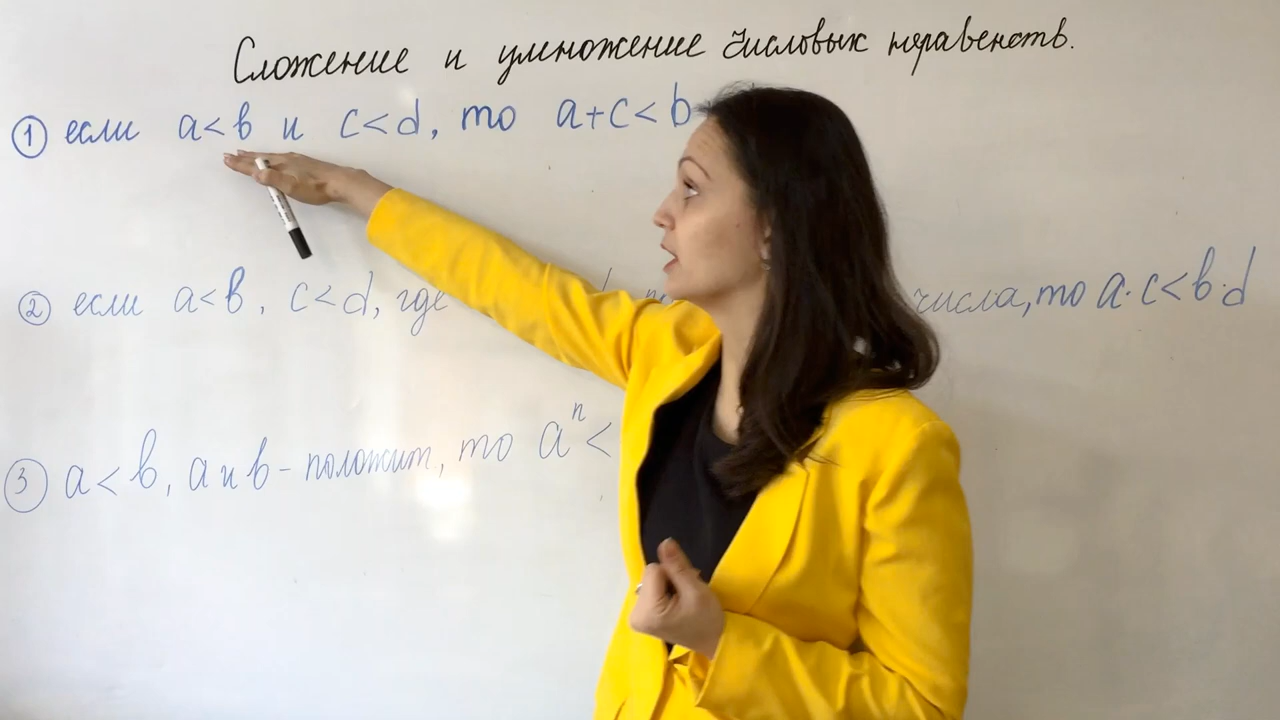 Сложение и умножение числовых неравенств.
① если a<b и c<d, то a+c<b
② если a<b, c<d, где числа, то a·c<b·d
③ a<b, a и b - положит, то aⁿ<